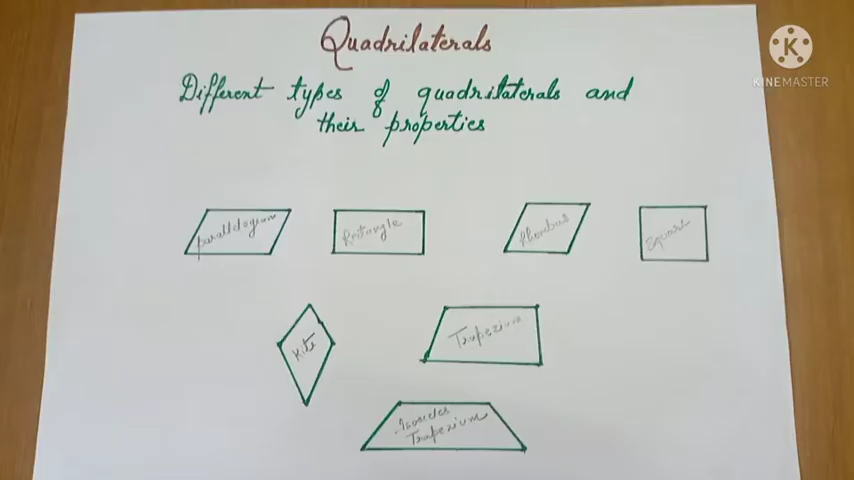 Quadrilaterals
K
KINEMASTER
Different types of quadrilaterals and
their properties
parallelogram
Rectangle
Rhombus
Square
Kite
Trapezium
Isosceles
Trapezium